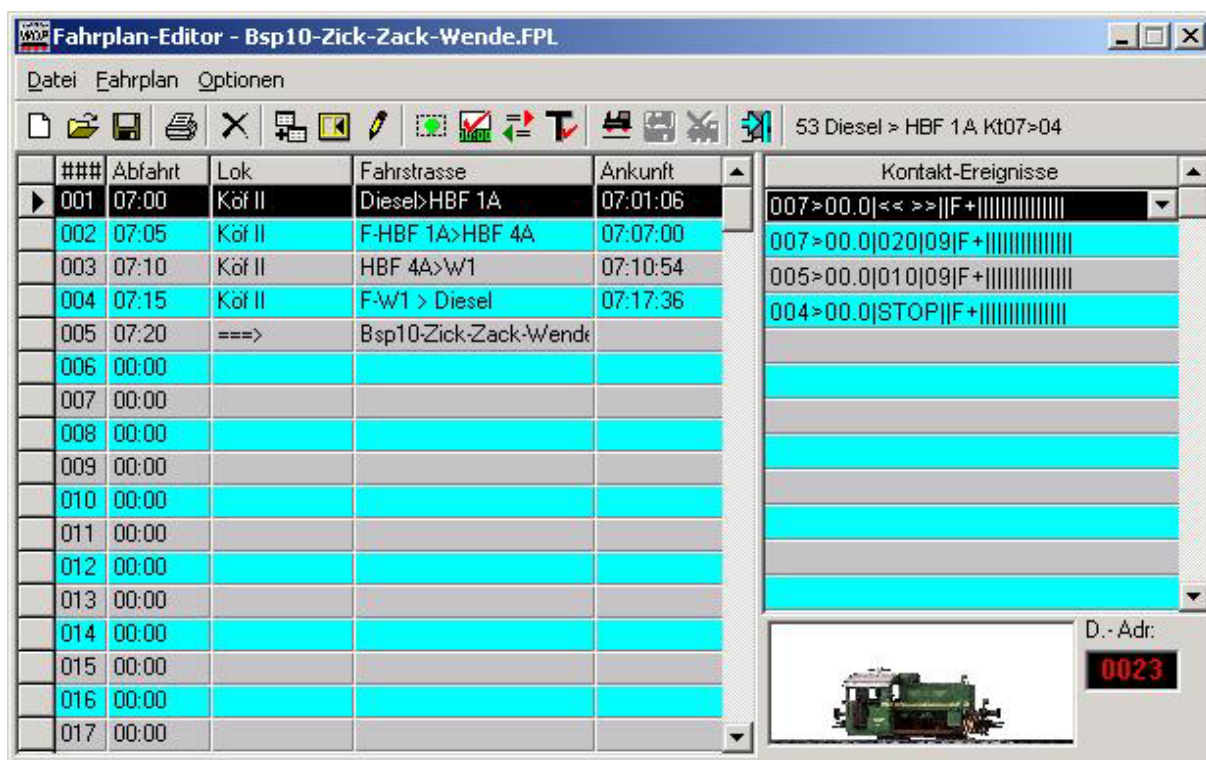 Fahrplan-Editor - Bsp10-Zick-Zack-Wende.FPL
Datei Fahrplan Optionen
53 Diesel > HBF 1A Kt07>04
### Abfahrt Lok Fahrstrasse Ankunft
001 07:00 Köf II Diesel>HBF 1A 07:01:06
002 07:05 Köf II F-HBF 1A>HBF 4A 07:07:00
003 07:10 Köf II HBF 4A>W1 07:10:54
004 07:15 Köf II F-W1 > Diesel 07:17:36
005 07:20 ===> Bsp10-Zick-Zack-Wende
006 00:00
007 00:00
008 00:00
009 00:00
010 00:00
011 00:00
012 00:00
013 00:00
014 00:00
015 00:00
016 00:00
017 00:00
Kontakt-Ereignisse
007>00.0|<< >>||F+||||||||||||||
007>00.0|020|09|F+||||||||||||||
005>00.0|010|09|F+||||||||||||||
004>00.0|STOP||F+||||||||||||||
D.- Adr:
0023